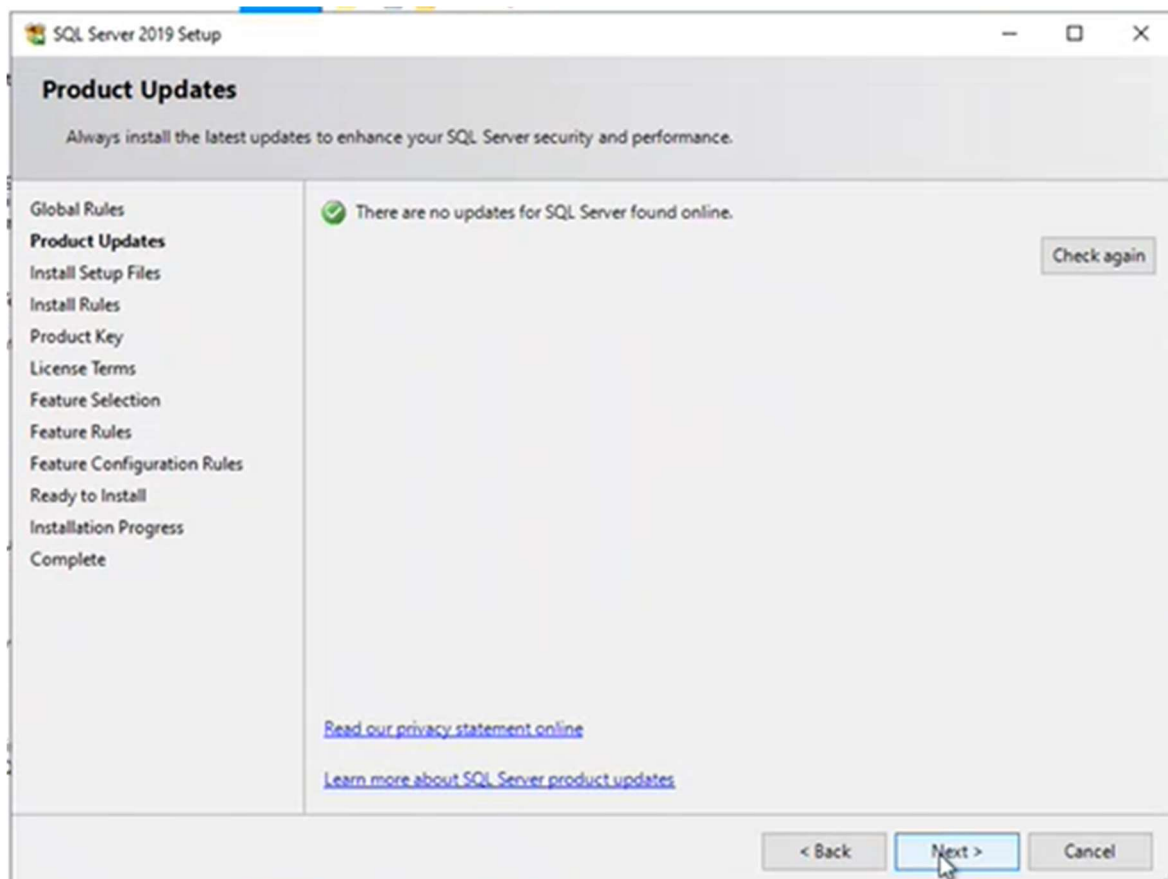 SQL Server 2019 Setup
Product Updates
Always install the latest updates to enhance your SQL Server security and performance.
Global Rules
Product Updates
Install Setup Files
Install Rules
Product Key
License Terms
Feature Selection
Feature Rules
Feature Configuration Rules
Ready to Install
Installation Progress
Complete
There are no updates for SQL Server found online.
Check again
Read our privacy statement online
Learn more about SQL Server product updates
< Back
Next >
Cancel